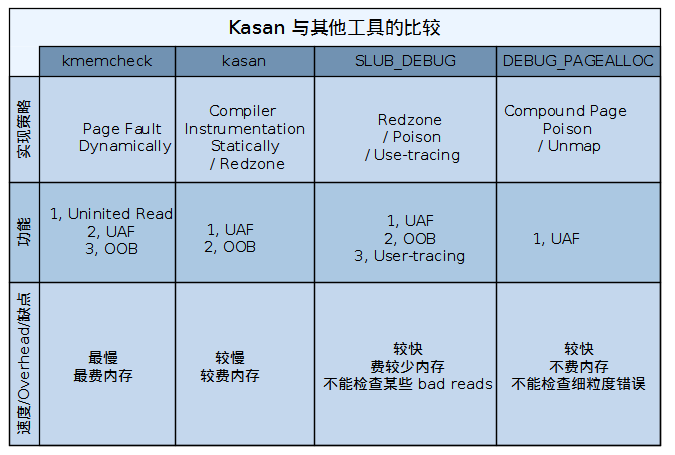 Kasan 与其他工具的比较
kmemcheck
kasan
SLUB_DEBUG
DEBUG_PAGEALLOC
实现策略
Page Fault
Dynamically
Compiler
Instrumentation
Statically
/ Redzone
Redzone
/ Poison
/ Use-tracing
Compound Page
Poison
/ Unmap
功能
1, Uninited Read
2, UAF
3, OOB
1, UAF
2, OOB
1, UAF
2, OOB
3, User-tracing
1, UAF
速度/Overhead/缺点
最慢
最费内存
较慢
较费内存
较快
费较少内存
不能检查某些 bad reads
较快
不费内存
不能检查细粒度错误